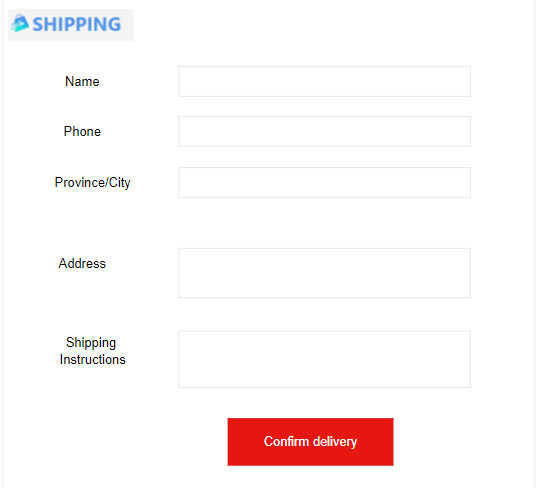 SHIPPING
Name
Phone
Province/City
Address
Shipping
Instructions
Confirm delivery